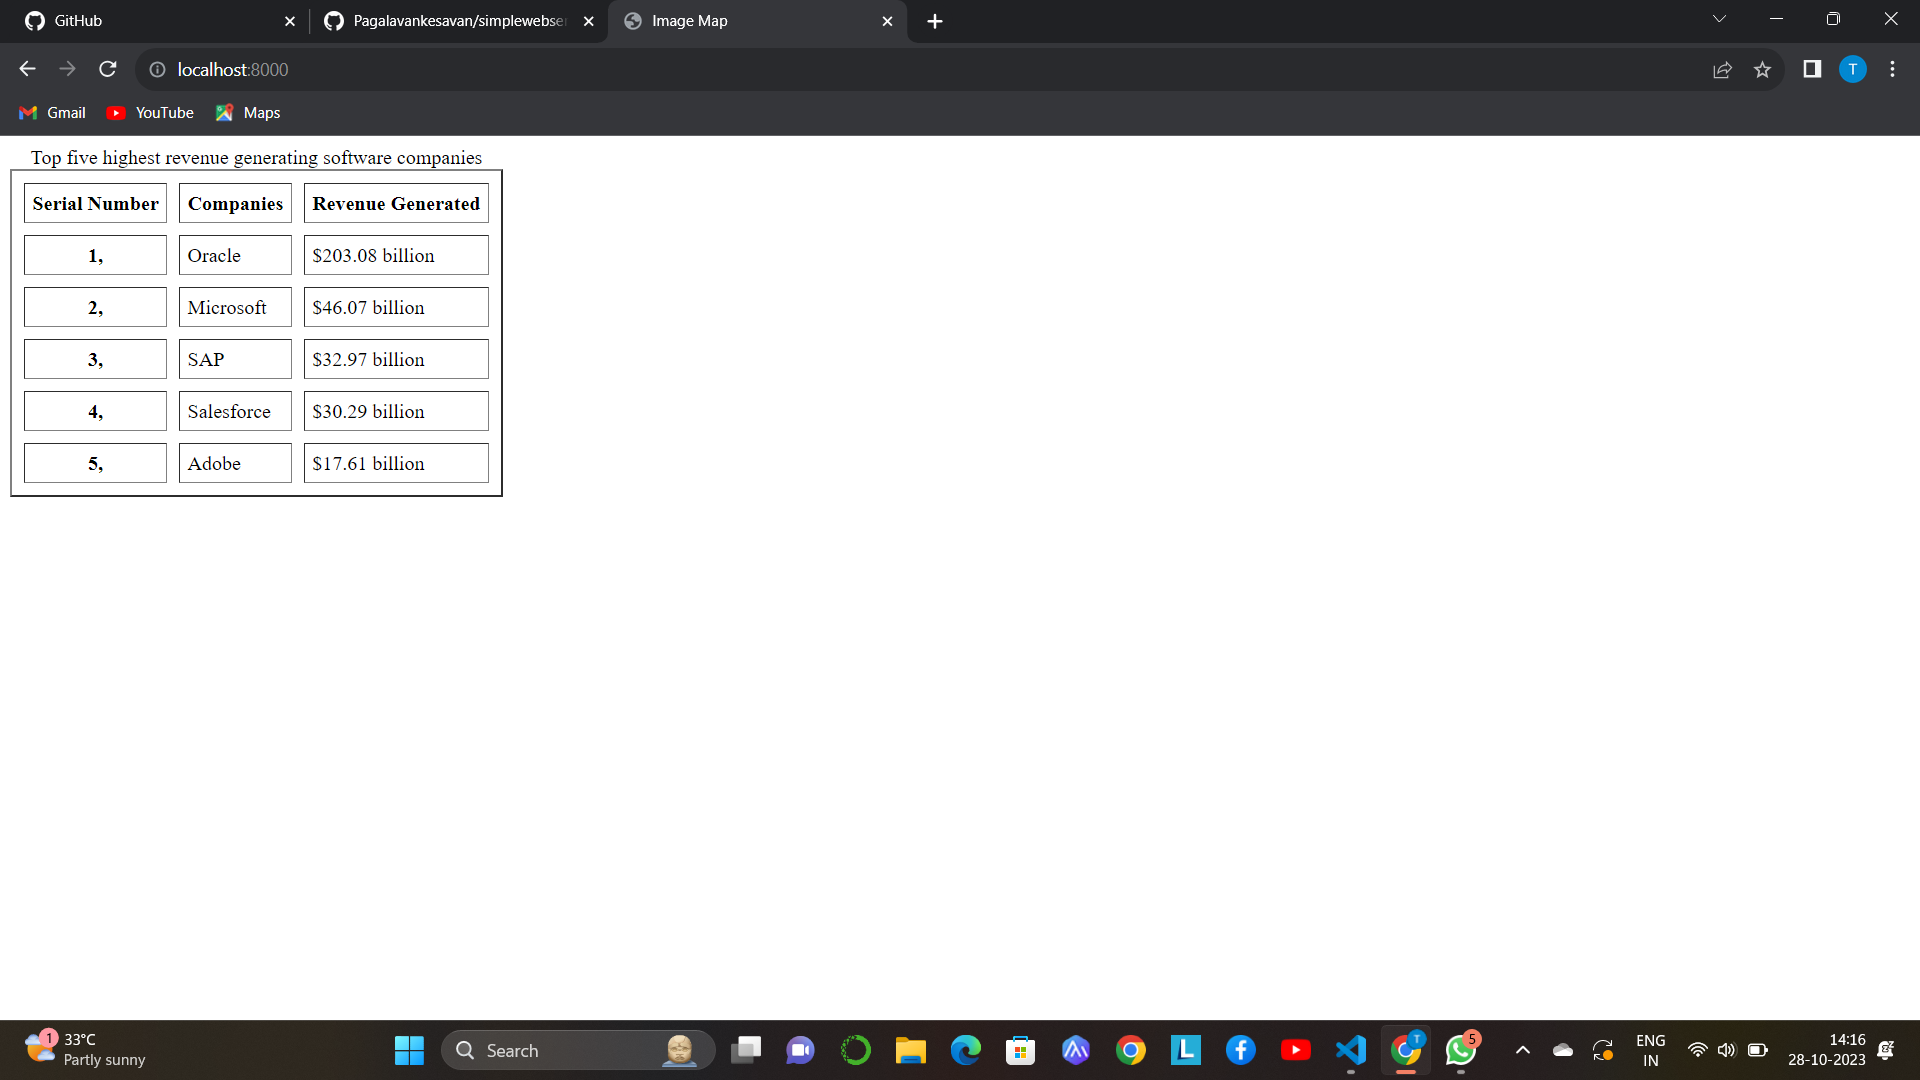 GitHub
Pagalavankesavan/simplewebser
Image Map
localhost:8000
T
Gmail
YouTube
Maps
Top five highest revenue generating software companies
Serial Number Companies Revenue Generated
1, Oracle $203.08 billion
2, Microsoft $46.07 billion
3, SAP $32.97 billion
4, Salesforce $30.29 billion
5, Adobe $17.61 billion
1
33°C
Partly sunny
Search
L
T
5
ENG
IN
14:16
28-10-2023